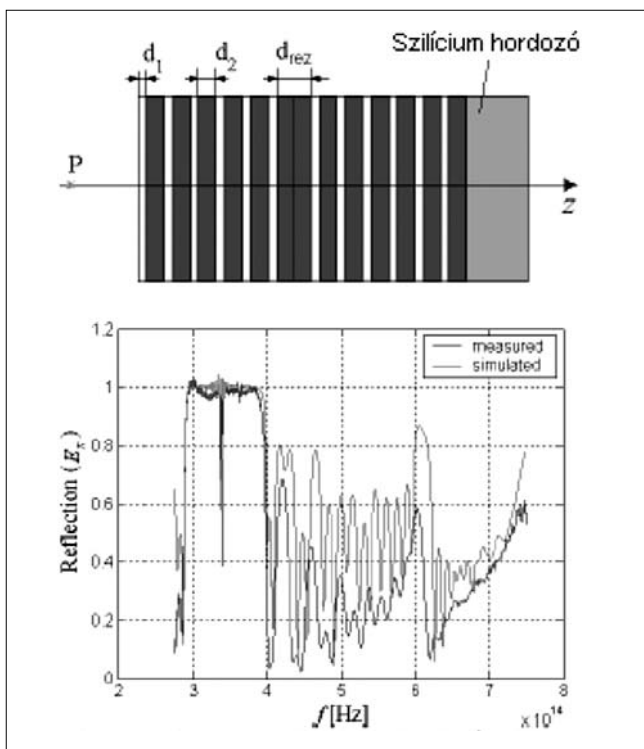 Szilícium hordozó
d1 d2 drez
P
z
1.2
1
0.8
0.6
0.4
0.2
0
Reflection (Ex)
measured
simulated
2 3 4 5 6 7 8
f[Hz]
×10^14